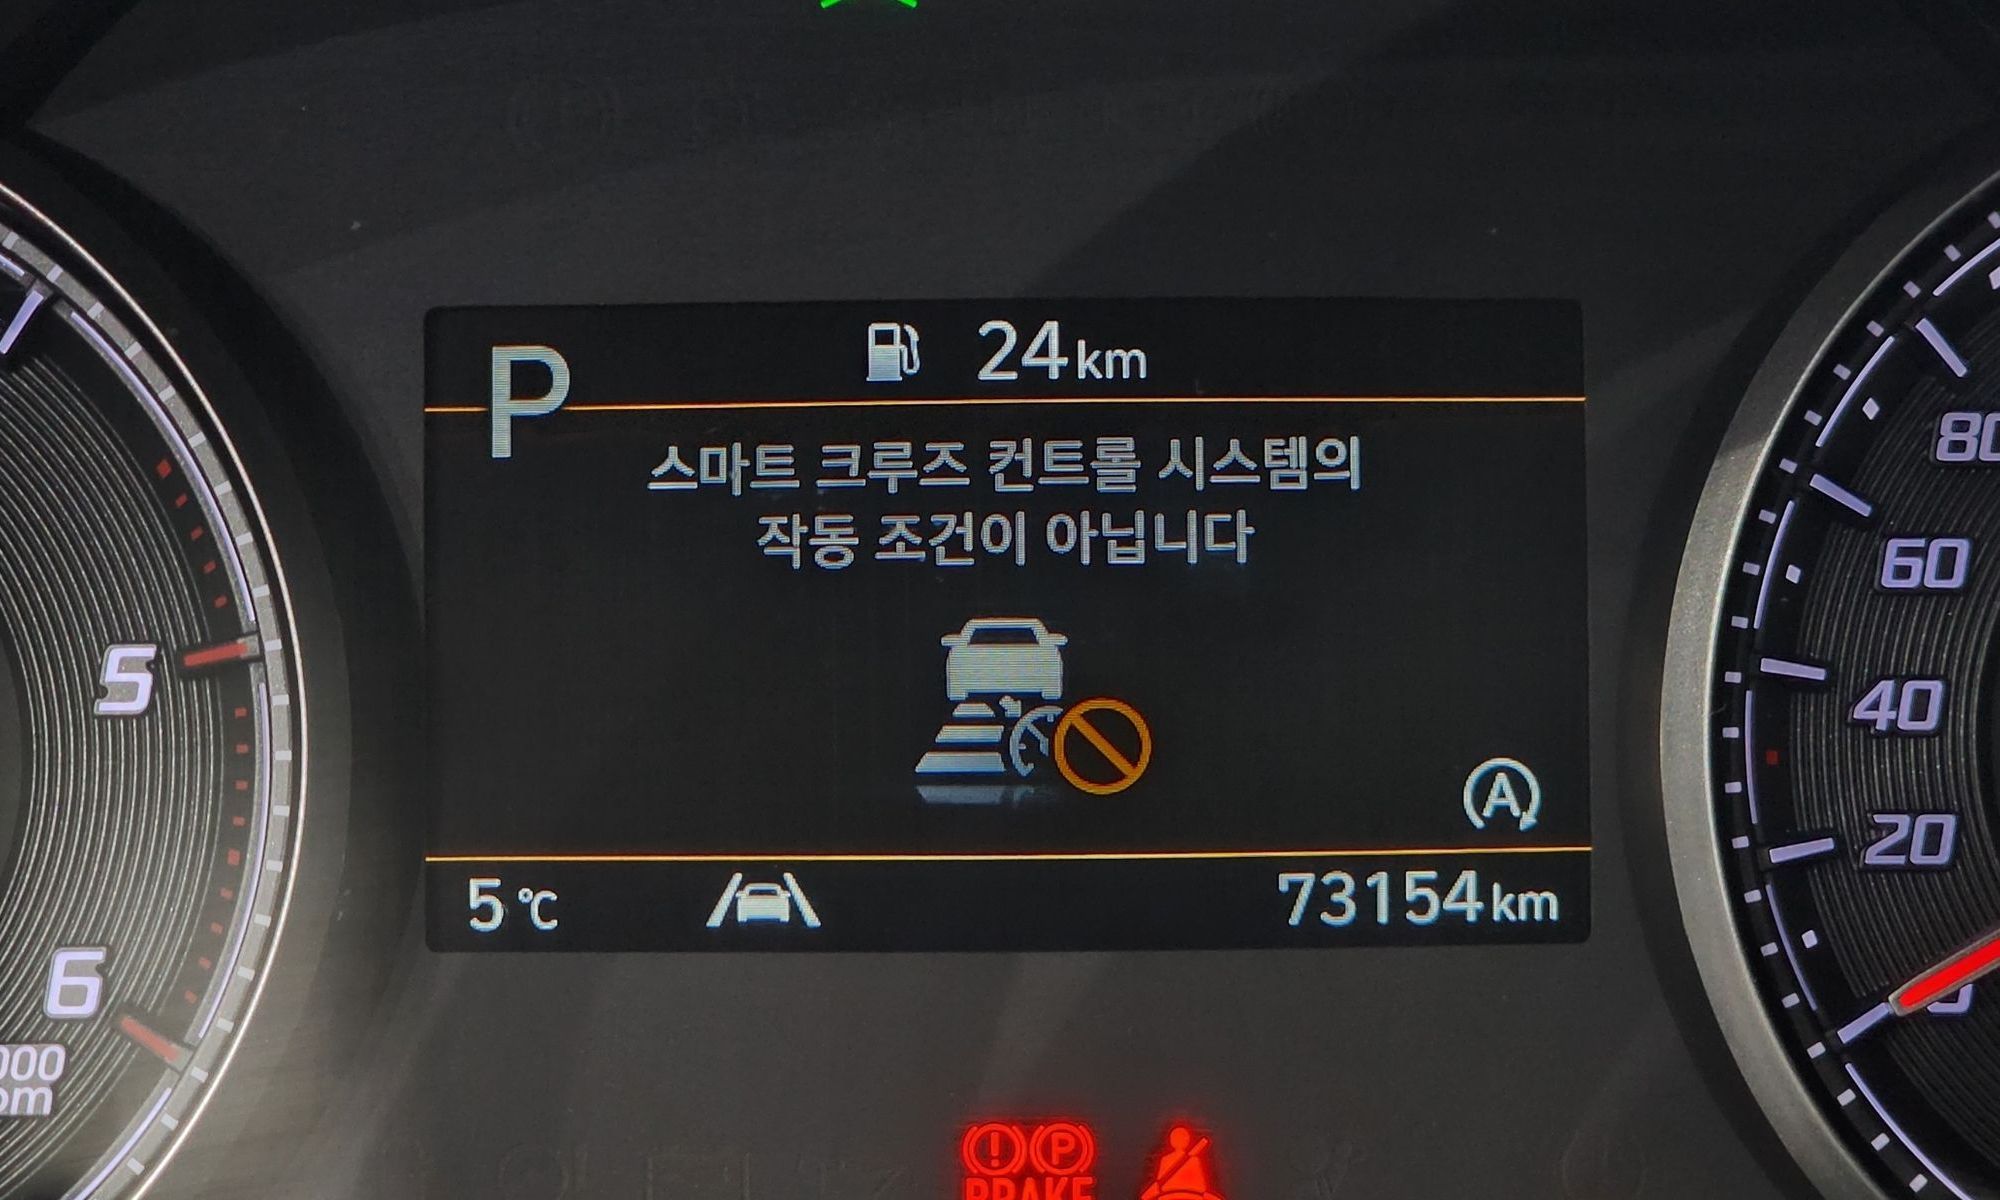 P
24km
스마트 크루즈 컨트롤 시스템의
작동 조건이 아닙니다
A
5℃
73154km
5
6
80
60
40
20
(!) (P)
BRAKE